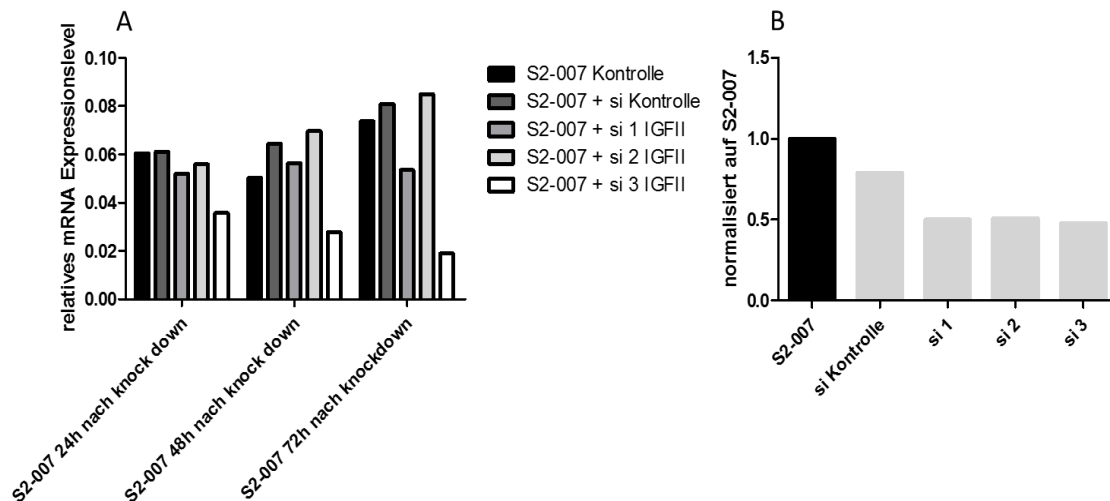 A
relatives mRNA Expressionslevel
0.10
0.08
0.06
0.04
0.02
0.00
S2-007 24h nach knock down
S2-007 48h nach knock down
S2-007 72h nach knockdown
S2-007 Kontrolle
S2-007 + si Kontrolle
S2-007 + si 1 IGFII
S2-007 + si 2 IGFII
S2-007 + si 3 IGFII
B
normalisiert auf S2-007
1.5
1.0
0.5
0.0
S2-007
si Kontrolle
si 1
si 2
si 3